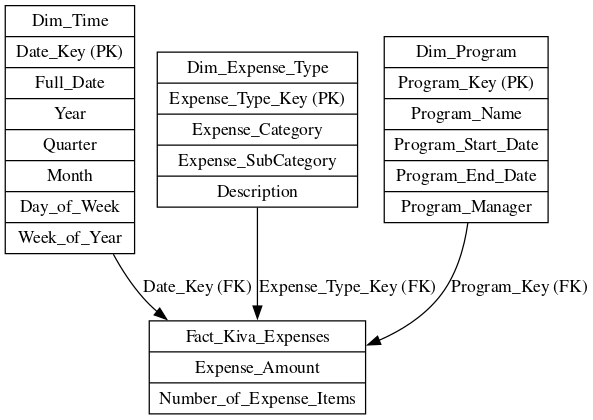 Dim_Time
Date_Key (PK)
Full_Date
Year
Quarter
Month
Day_of_Week
Week_of_Year
Dim_Expense_Type
Expense_Type_Key (PK)
Expense_Category
Expense_SubCategory
Description
Dim_Program
Program_Key (PK)
Program_Name
Program_Start_Date
Program_End_Date
Program_Manager
Date_Key (FK)
Expense_Type_Key (FK)
Program_Key (FK)
Fact_Kiva_Expenses
Expense_Amount
Number_of_Expense_Items